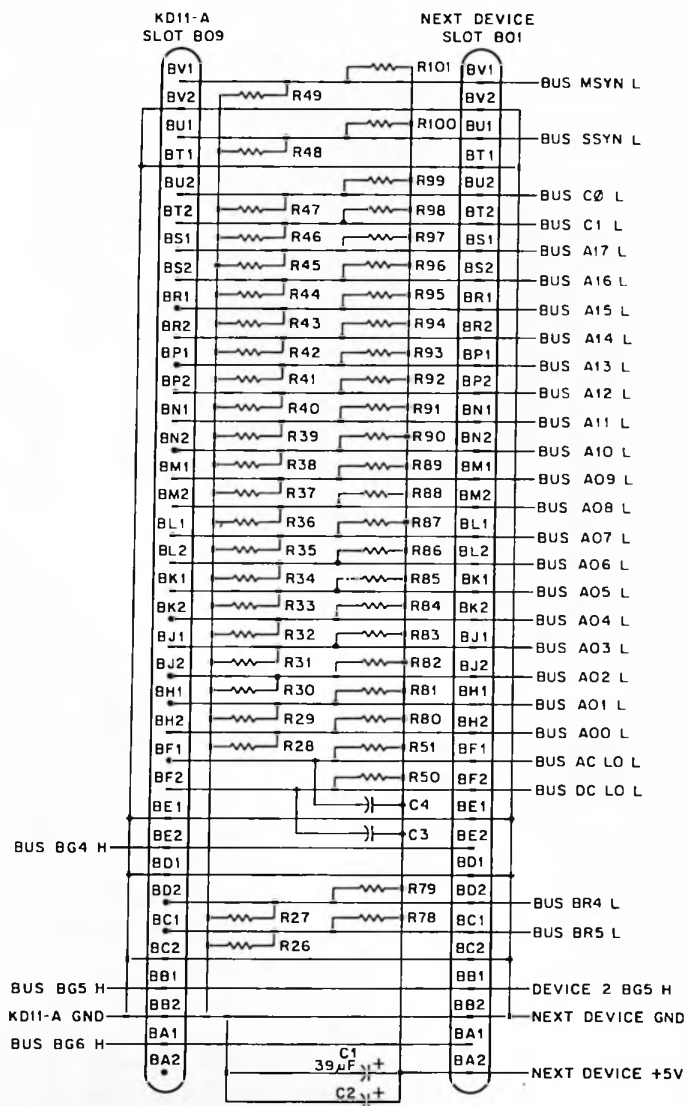 KD11-A NEXT DEVICE
SLOT B09 SLOT B01
BV1 R101 BV1
BUS MSYN L
BV2 R49 BV2
BU1 R100 BU1
BUS SSYN L
BT1 R48 BT1
BU2 R99 BU2
BUS CØ L
BT2 R47 R98 BT2
BUS C1 L
BS1 R46 R97 BS1
BUS A17 L
BS2 R45 R96 BS2
BUS A16 L
BR1 R44 R95 BR1
BUS A15 L
BR2 R43 R94 BR2
BUS A14 L
BP1 R42 R93 BP1
BUS A13 L
BP2 R41 R92 BP2
BUS A12 L
BN1 R40 R91 BN1
BUS A11 L
BN2 R39 R90 BN2
BUS A10 L
BM1 R38 R89 BM1
BUS A09 L
BM2 R37 R88 BM2
BUS A08 L
BL1 R36 R87 BL1
BUS A07 L
BL2 R35 R86 BL2
BUS A06 L
BK1 R34 R85 BK1
BUS A05 L
BK2 R33 R84 BK2
BUS A04 L
BJ1 R32 R83 BJ1
BUS A03 L
BJ2 R31 R82 BJ2
BUS A02 L
BH1 R30 R81 BH1
BUS A01 L
BH2 R29 R80 BH2
BUS A00 L
BF1 R28 R51 BF1
BUS AC LO L
BF2 R50 BF2
BUS DC LO L
BE1 C4 BE1
BE2 C3 BE2
BUS BG4 H
BD1 BD1
BD2 R79 BD2
BUS BR4 L
BC1 R27 R78 BC1
BUS BR5 L
BC2 R26 BC2
BB1 BB1
BUS BG5 H DEVICE 2 BG5 H
BB2 BB2
KD11-A GND NEXT DEVICE GND
BA1 BA1
BUS BG6 H
C1
BA2 39µF + BA2
NEXT DEVICE +5V
C2 +